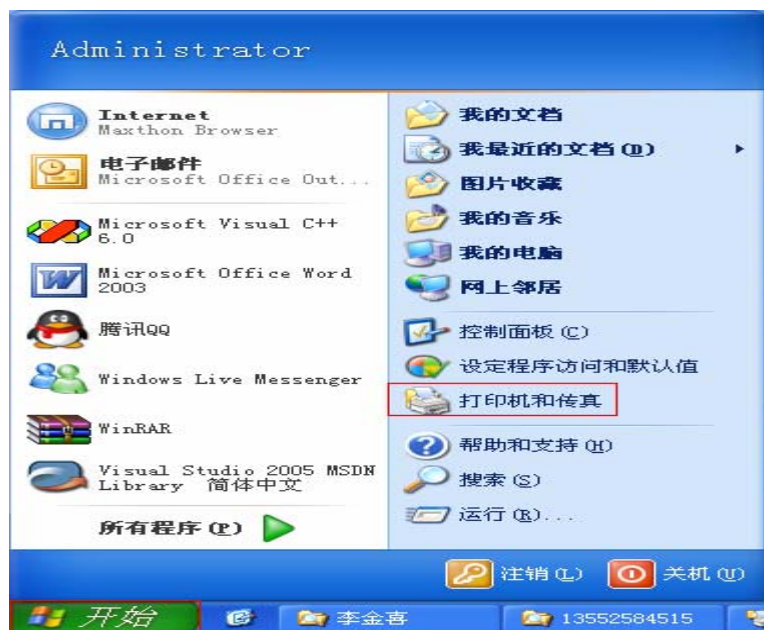 Administrator
Internet
Maxthon Browser
电子邮件
Microsoft Office Out...
Microsoft Visual C++
6.0
Microsoft Office Word
2003
腾讯QQ
Windows Live Messenger
WinRAR
Visual Studio 2005 MSDN
Library 简体中文
所有程序(P)
我的文档
我最近的文档(D)
图片收藏
我的音乐
我的电脑
网上邻居
控制面板(C)
设定程序访问和默认值
打印机和传真
帮助和支持(H)
搜索(S)
运行(R)...
注销(L)
关机(U)
开始
李金喜
13552584515